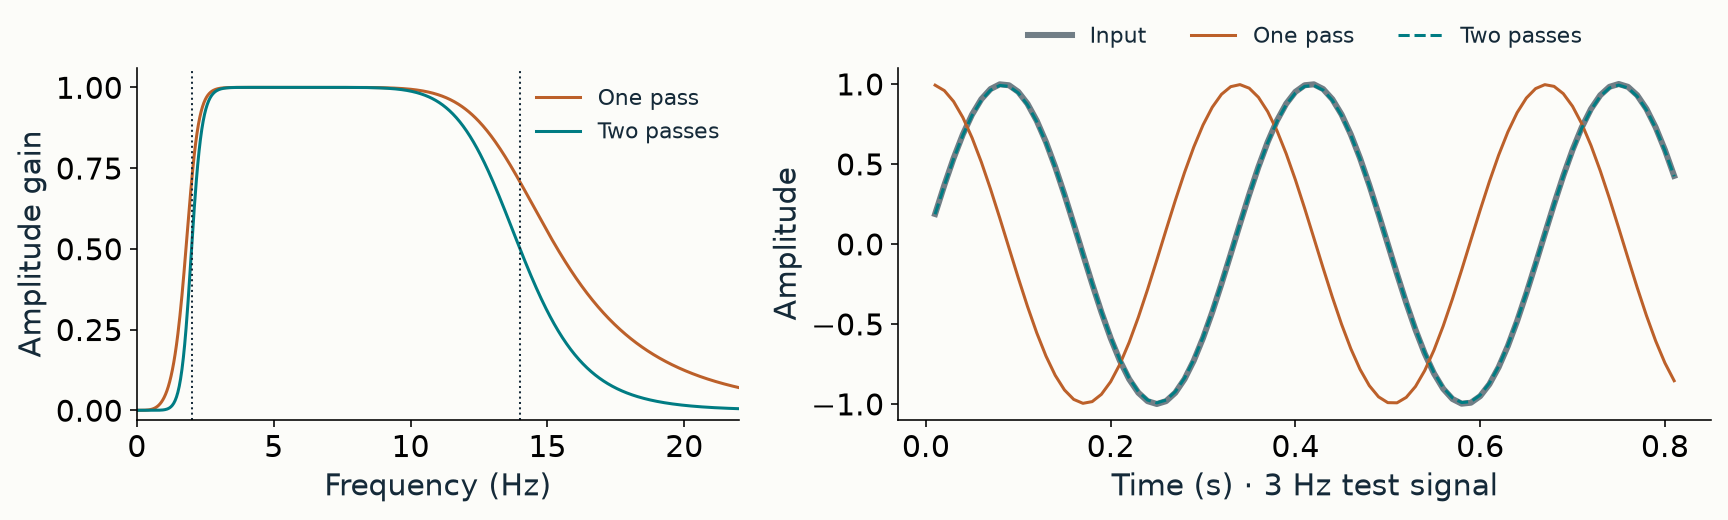 Amplitude gain
1.00
0.75
0.50
0.25
0.00
One pass
Two passes
0 5 10 15 20
Frequency (Hz)
Input One pass Two passes
Amplitude
1.0
0.5
0.0
−0.5
−1.0
0.0 0.2 0.4 0.6 0.8
Time (s) · 3 Hz test signal